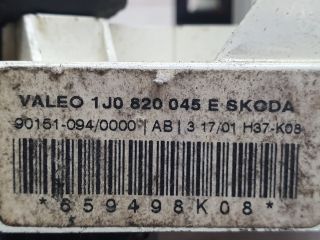 VALEO 1J0 820 045 E SKODA
90151-094/0000 | AB | 3 17/01 H37-K08
*659498K08*